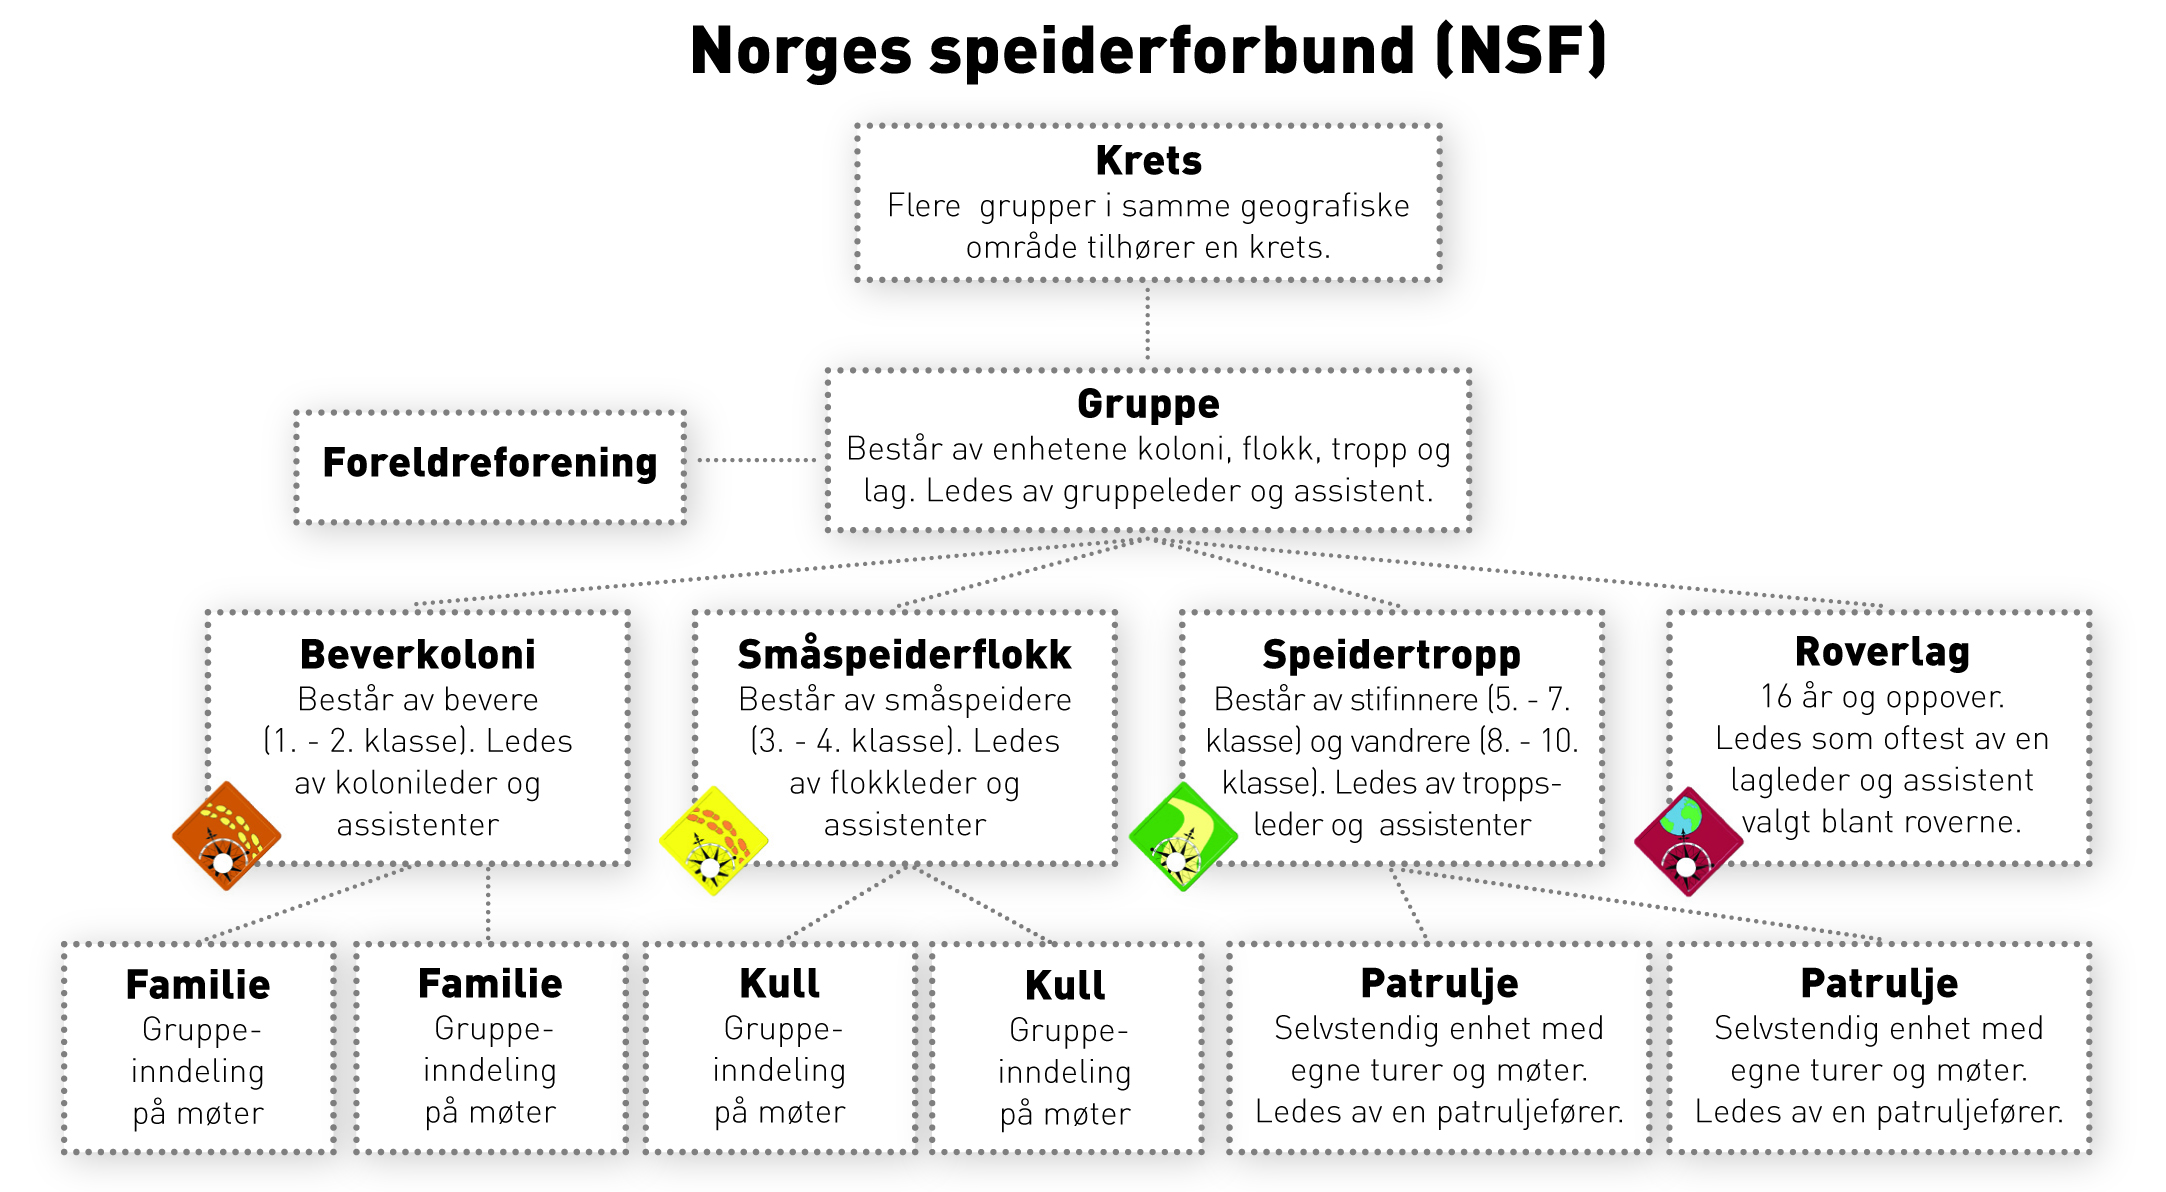 Norges speiderforbund (NSF)
Krets
Flere grupper i samme geografiske
område tilhører en krets.
Gruppe
Består av enhetene koloni, flokk, tropp og
lag. Ledes av gruppeleder og assistent.
Foreldreforening
Beverkoloni
Består av bevere
(1. - 2. klasse). Ledes
av kolonileder og
assistenter
Småspeiderflokk
Består av småspeidere
(3. - 4. klasse). Ledes
av flokkleder og
assistenter
Speidertropp
Består av stifinnere (5. - 7.
klasse) og vandrere (8. - 10.
klasse). Ledes av tropps-
leder og assistenter
Roverlag
16 år og oppover.
Ledes som oftest av en
lagleder og assistent
valgt blant roverne.
Familie
Gruppe-
inndeling
på møter
Familie
Gruppe-
inndeling
på møter
Kull
Gruppe-
inndeling
på møter
Kull
Gruppe-
inndeling
på møter
Patrulje
Selvstendig enhet med
egne turer og møter.
Ledes av en patruljefører.
Patrulje
Selvstendig enhet med
egne turer og møter.
Ledes av en patruljefører.